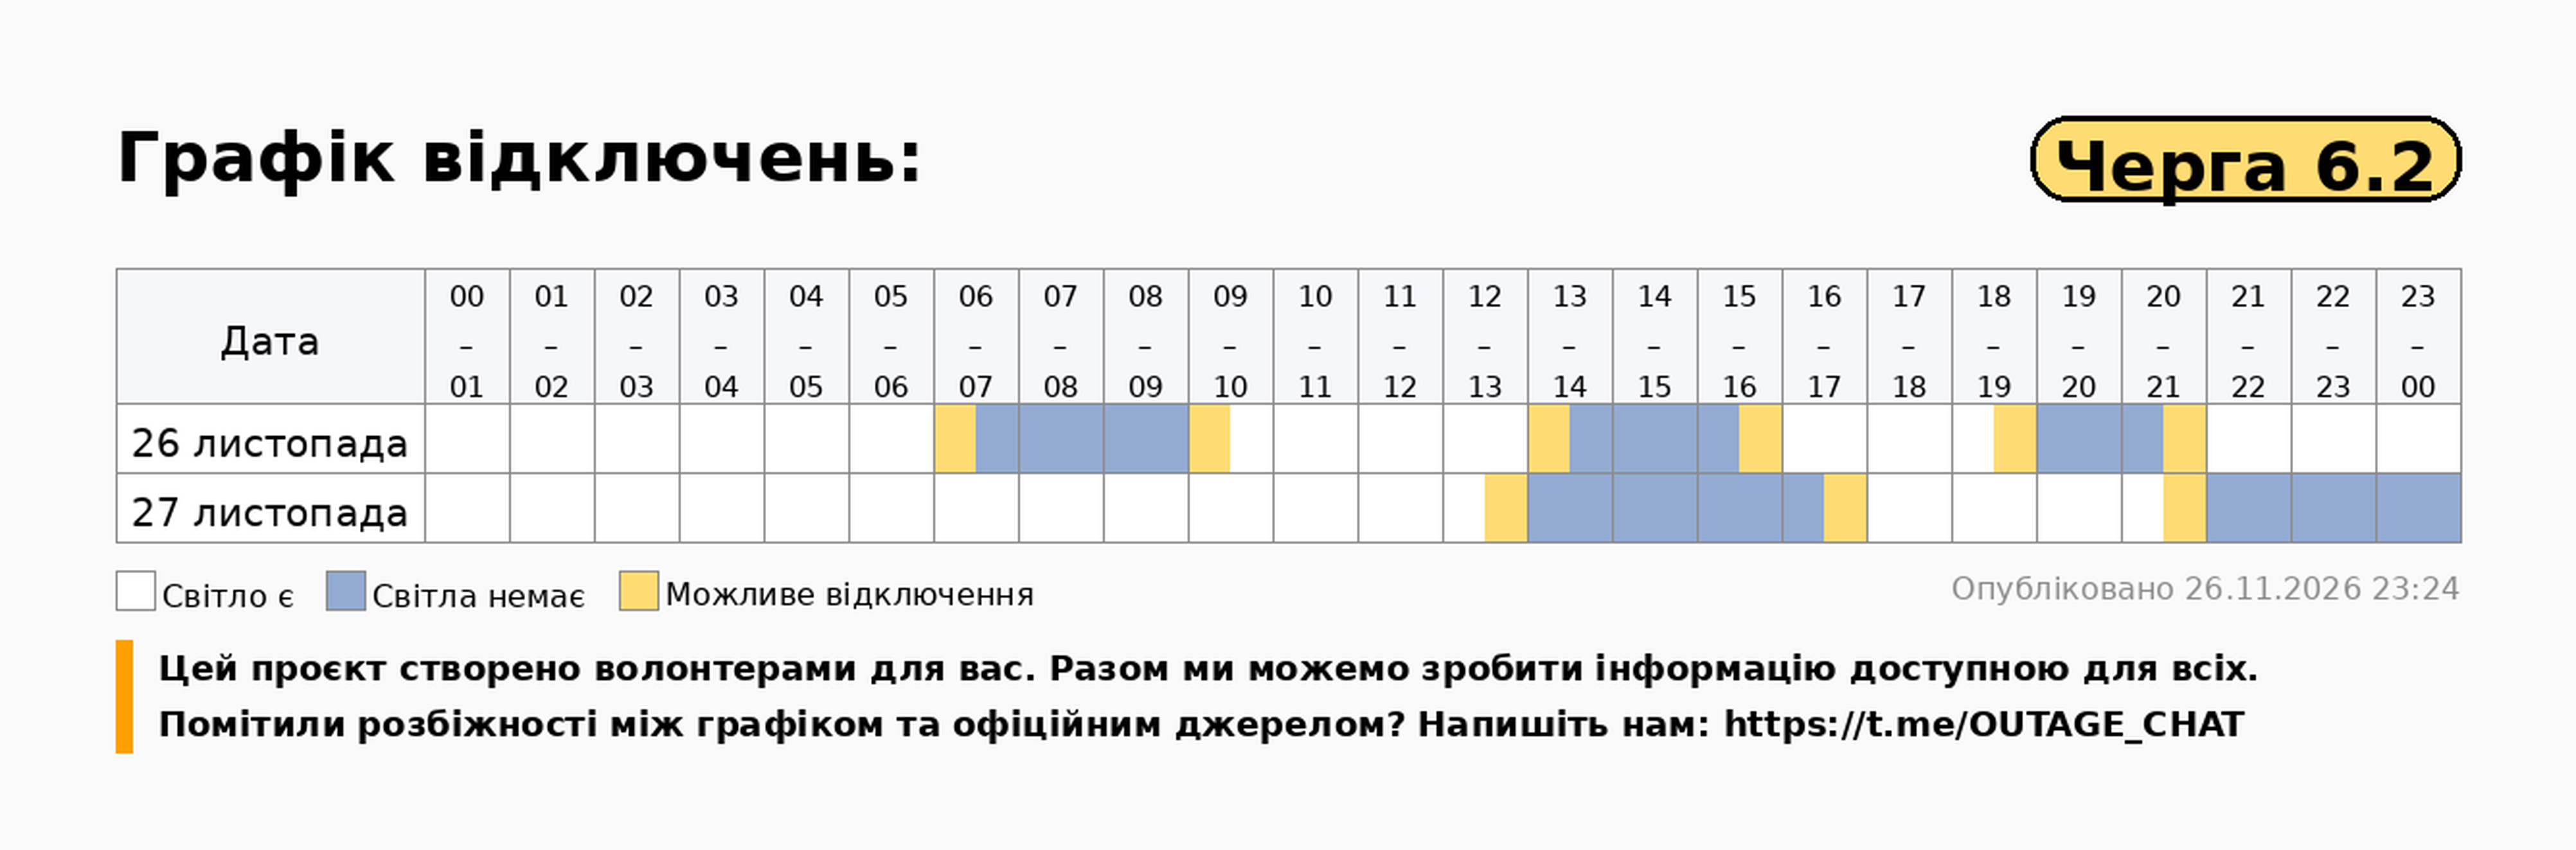 Графік відключень:
Черга 6.2
Дата
00 – 01
01 – 02
02 – 03
03 – 04
04 – 05
05 – 06
06 – 07
07 – 08
08 – 09
09 – 10
10 – 11
11 – 12
12 – 13
13 – 14
14 – 15
15 – 16
16 – 17
17 – 18
18 – 19
19 – 20
20 – 21
21 – 22
22 – 23
23 – 00
26 листопада
27 листопада
Світло є
Світла немає
Можливе відключення
Опубліковано 26.11.2026 23:24
Цей проєкт створено волонтерами для вас. Разом ми можемо зробити інформацію доступною для всіх.
Помітили розбіжності між графіком та офіційним джерелом? Напишіть нам: https://t.me/OUTAGE_CHAT